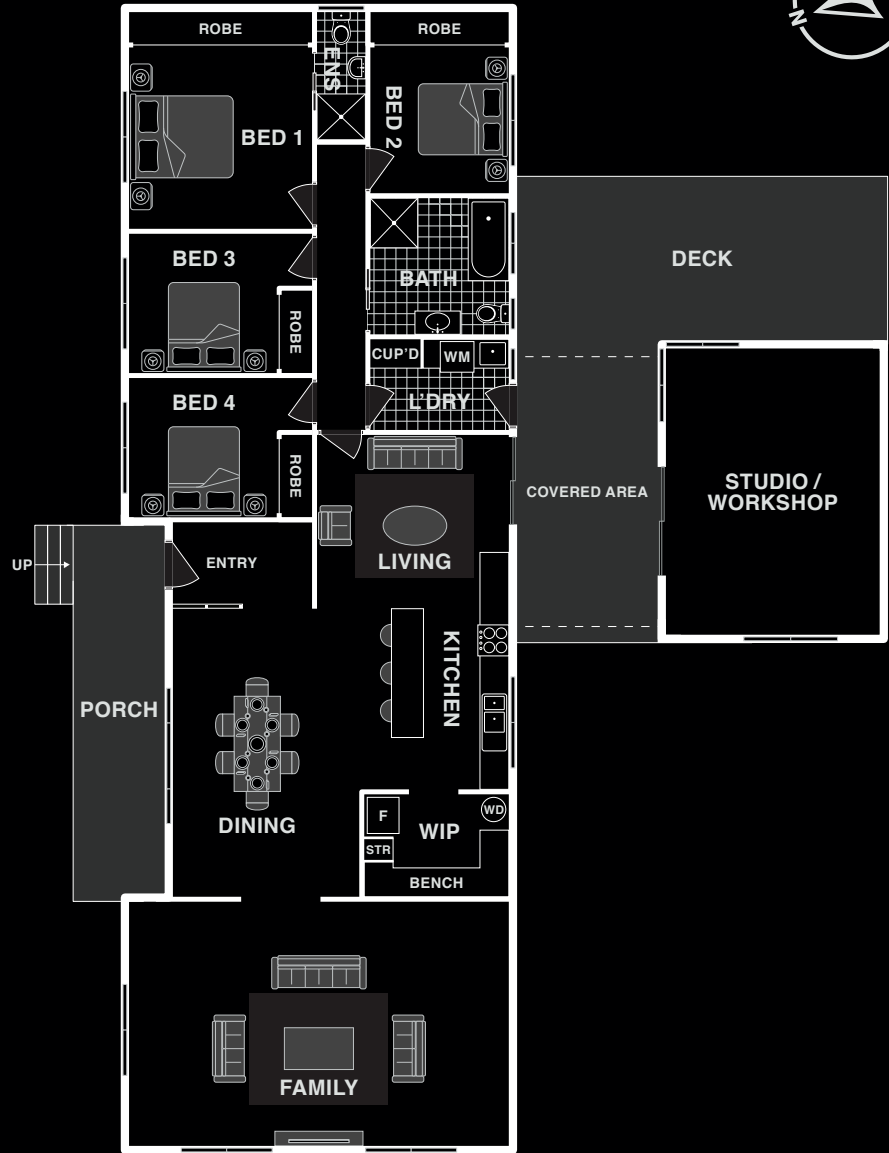 N
ROBE
ENS
ROBE
BED 1
BED 2
BED 3
ROBE
BATH
DECK
CUP'D
WM
L'DRY
BED 4
ROBE
COVERED AREA
STUDIO /
WORKSHOP
UP
ENTRY
LIVING
KITCHEN
PORCH
DINING
F
WIP
WD
STR
BENCH
FAMILY